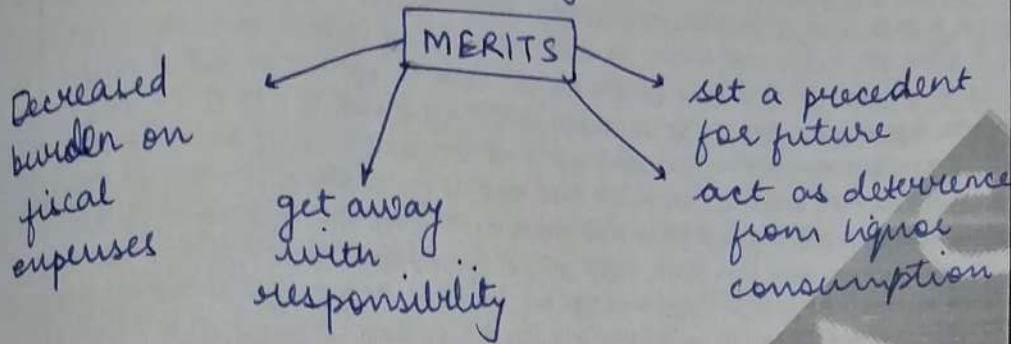 MERITS
Decreased
burden on
fiscal
expenses
get away
with
responsibility
set a precedent
for future
act as deterrence
from liquor
consumption